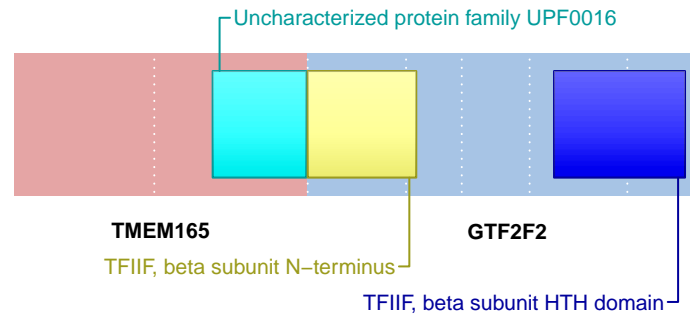 Uncharacterized protein family UPF0016
TMEM165
GTF2F2
TFIIF, beta subunit N−terminus
TFIIF, beta subunit HTH domain